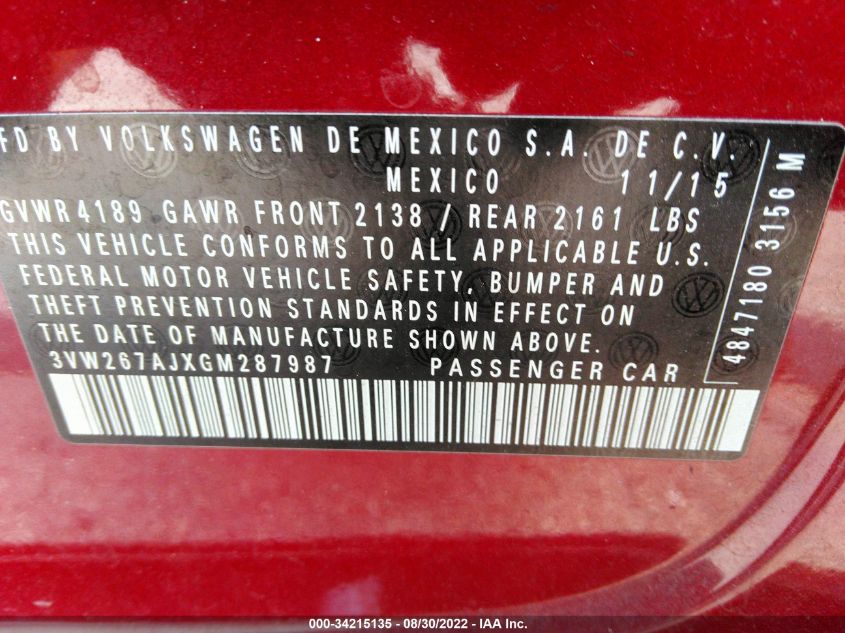 FD BY VOLKSWAGEN DE MEXICO S.A. DE C.V.
MEXICO 11/15
GVWR 4189 GAWR FRONT 2138 / REAR 2161 LBS
THIS VEHICLE CONFORMS TO ALL APPLICABLE U.S.
FEDERAL MOTOR VEHICLE SAFETY, BUMPER AND
THEFT PREVENTION STANDARDS IN EFFECT ON
THE DATE OF MANUFACTURE SHOWN ABOVE.
3VW267AJXGM287987 PASSENGER CAR
4847180 3156 M
000-34215135 - 08/30/2022 - IAA Inc.